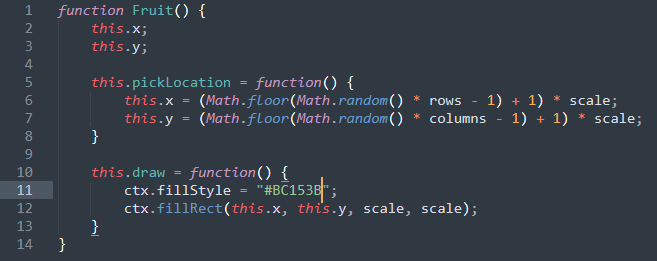 1 function Fruit() {
2     this.x;
3     this.y;
4
5     this.pickLocation = function() {
6         this.x = (Math.floor(Math.random() * rows - 1) + 1) * scale;
7         this.y = (Math.floor(Math.random() * columns - 1) + 1) * scale;
8     }
9
10     this.draw = function() {
11         ctx.fillStyle = "#BC153B";
12         ctx.fillRect(this.x, this.y, scale, scale);
13     }
14 }